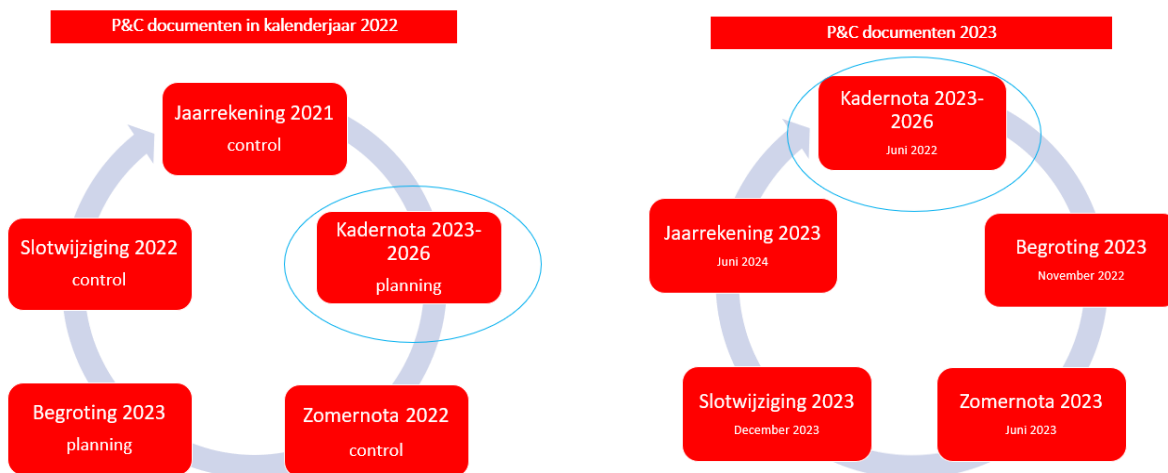 P&C documenten in kalenderjaar 2022
Jaarrekening 2021
control
Kadernota 2023-
2026
planning
Zomernota 2022
control
Begroting 2023
planning
Slotwijziging 2022
control
P&C documenten 2023
Kadernota 2023-
2026
Juni 2022
Begroting 2023
November 2022
Zomernota 2023
Juni 2023
Slotwijziging 2023
December 2023
Jaarrekening 2023
Juni 2024